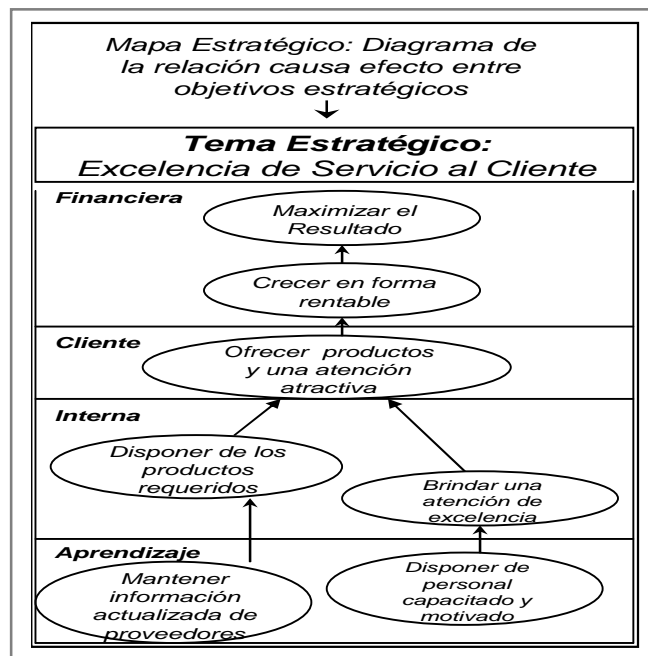 Mapa Estratégico: Diagrama de
la relación causa efecto entre
objetivos estratégicos
Tema Estratégico:
Excelencia de Servicio al Cliente
Financiera
Maximizar el
Resultado
Crecer en forma
rentable
Cliente
Ofrecer productos
y una atención
atractiva
Interna
Disponer de los
productos
requeridos
Brindar una
atención de
excelencia
Aprendizaje
Mantener
información
actualizada de
proveedores
Disponer de
personal
capacitado y
motivado